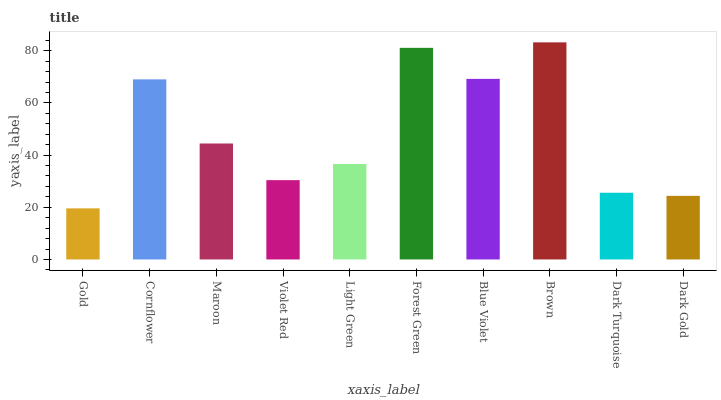 title
yaxis_label
80
60
40
20
0
Gold
Cornflower
Maroon
Violet Red
Light Green
Forest Green
Blue Violet
Brown
Dark Turquoise
Dark Gold
xaxis_label